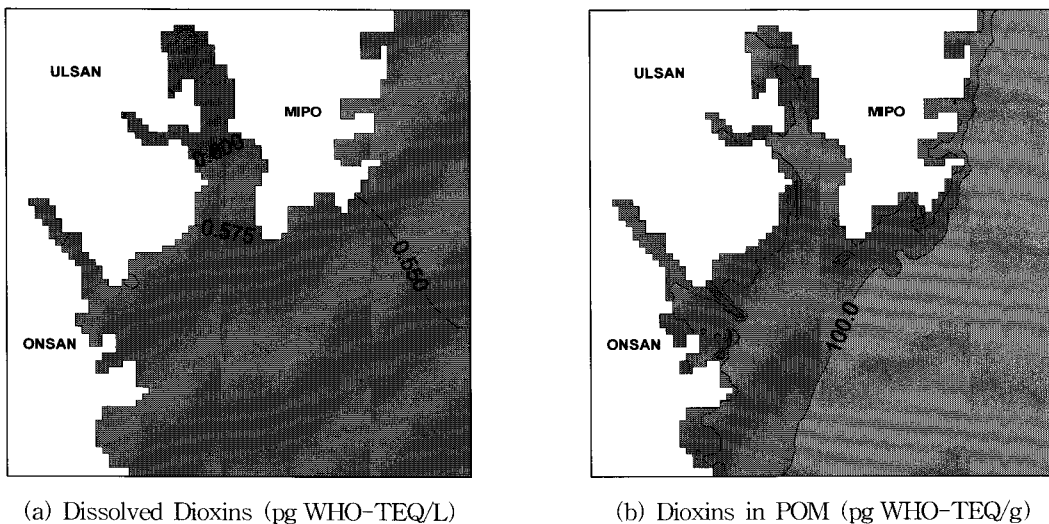 ULSAN
MIPO
0.600
0.575
0.550
ONSAN
(a) Dissolved Dioxins (pg WHO-TEQ/L)
ULSAN
MIPO
100.0
ONSAN
(b) Dioxins in POM (pg WHO-TEQ/g)